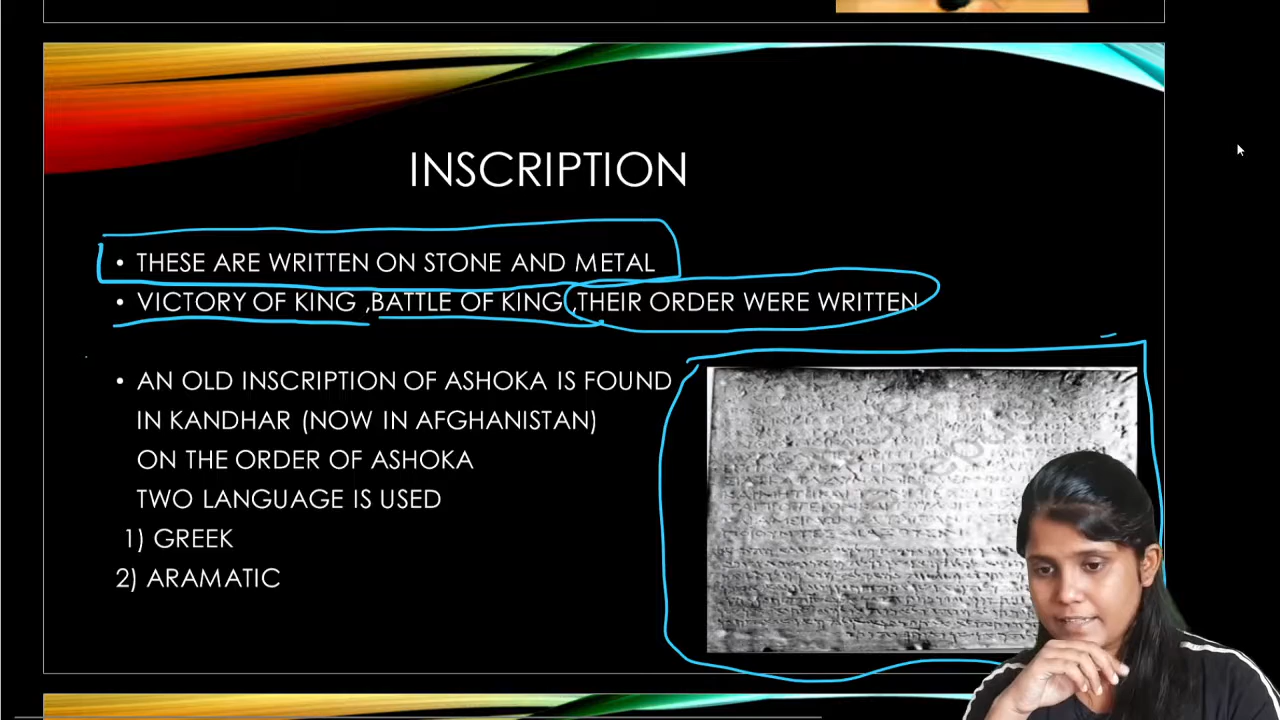 INSCRIPTION
• THESE ARE WRITTEN ON STONE AND METAL
• VICTORY OF KING ,BATTLE OF KING ,THEIR ORDER WERE WRITTEN
• AN OLD INSCRIPTION OF ASHOKA IS FOUND
IN KANDHAR (NOW IN AFGHANISTAN)
ON THE ORDER OF ASHOKA
TWO LANGUAGE IS USED
1) GREEK
2) ARAMATIC